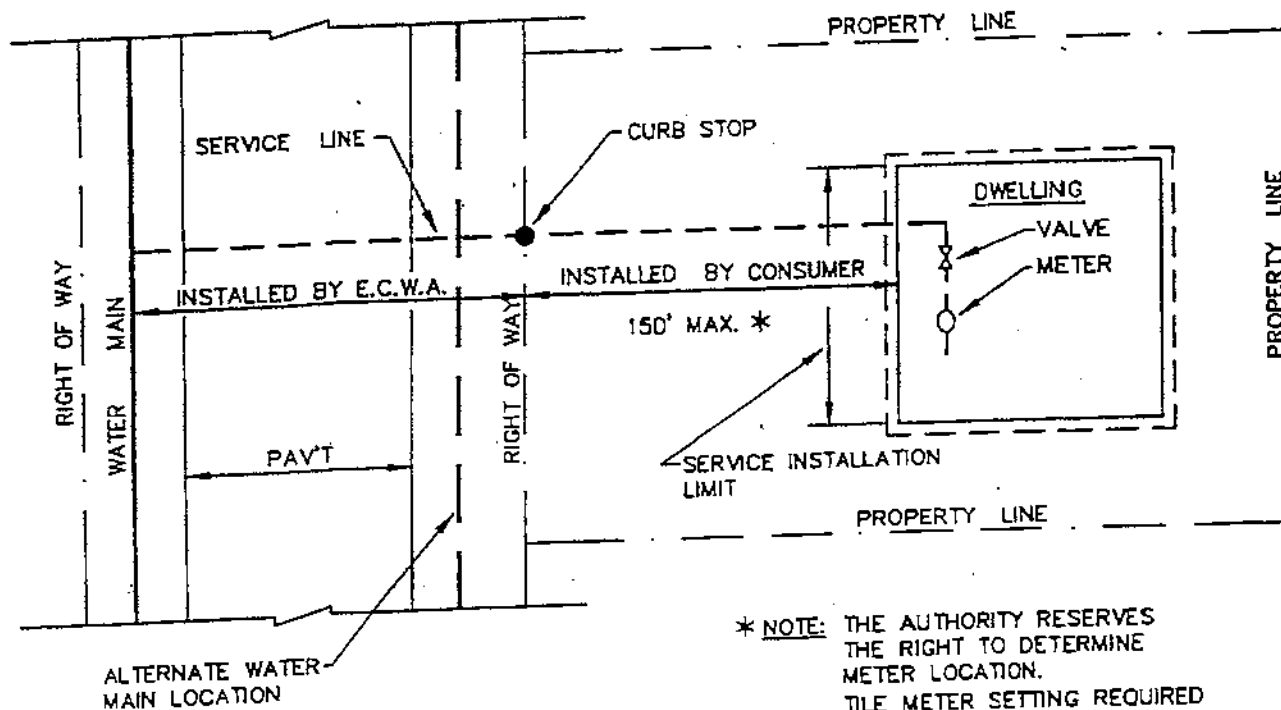 PROPERTY LINE
SERVICE LINE
CURB STOP
DWELLING
VALVE
METER
PROPERTY LINE
RIGHT OF WAY
WATER MAIN
INSTALLED BY E.C.W.A.
INSTALLED BY CONSUMER
150' MAX. *
RIGHT OF WAY
PAV'T
SERVICE INSTALLATION
LIMIT
PROPERTY LINE
ALTERNATE WATER
MAIN LOCATION
* NOTE: THE AUTHORITY RESERVES
THE RIGHT TO DETERMINE
METER LOCATION.
TILE METER SETTING REQUIRED